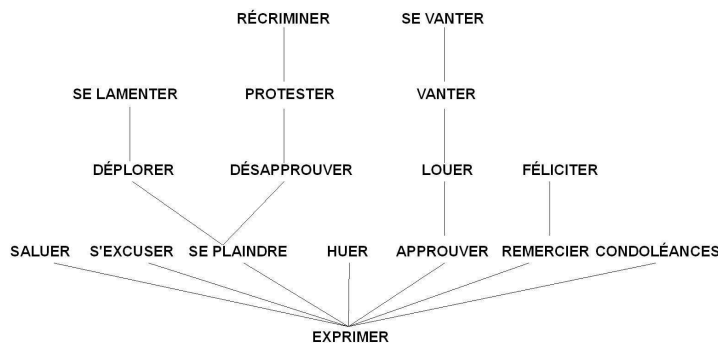 RÉCRIMINER SE VANTER
SE LAMENTER PROTESTER VANTER
DÉPLORER DÉSAPPROUVER LOUER FÉLICITER
SALUER S'EXCUSER SE PLAINDRE HUER APPROUVER REMERCIER CONDOLÉANCES
EXPRIMER